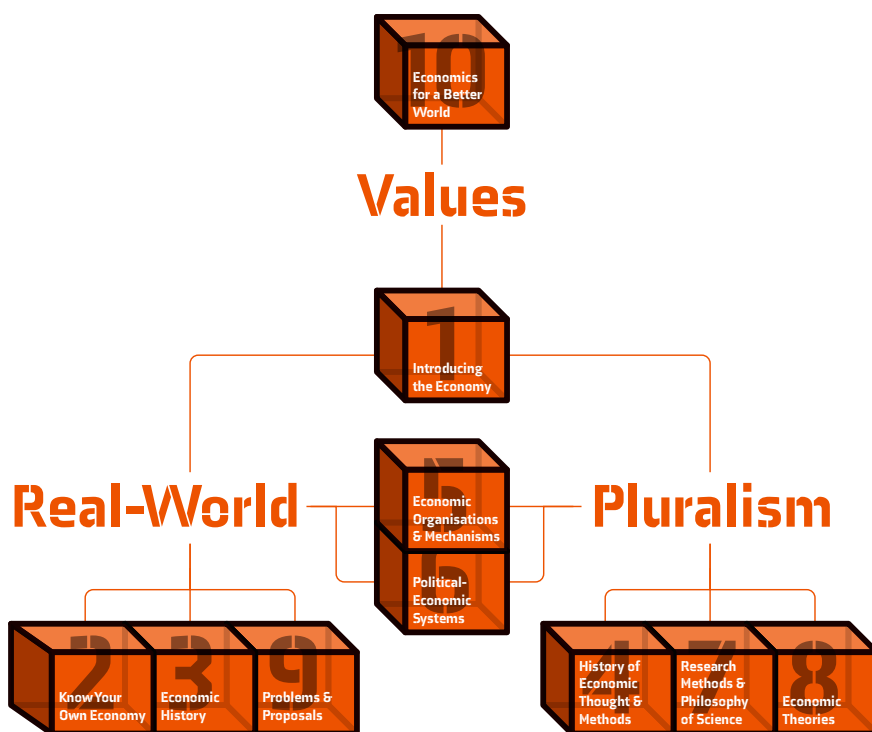 10
Economics
for a Better
World
Values
1
Introducing
the Economy
Real-World
5
Economic
Organisations
& Mechanisms
6
Political-
Economic
Systems
Pluralism
2
Know Your
Own Economy
3
Economic
History
9
Problems &
Proposals
4
History of
Economic
Thought &
Methods
7
Research
Methods &
Philosophy
of Science
8
Economic
Theories